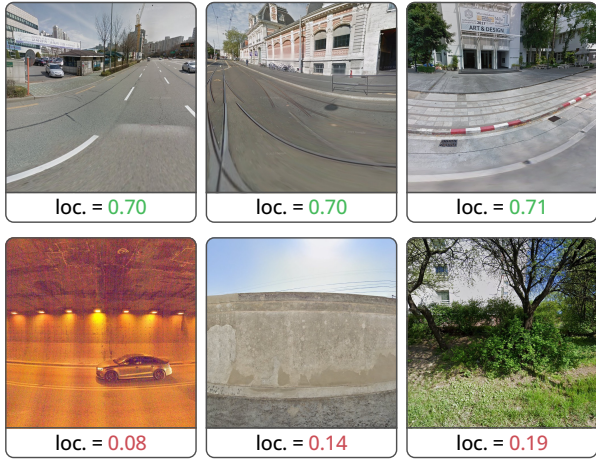 ART & DESIGN
loc. = 0.70
loc. = 0.70
loc. = 0.71
loc. = 0.08
loc. = 0.14
loc. = 0.19